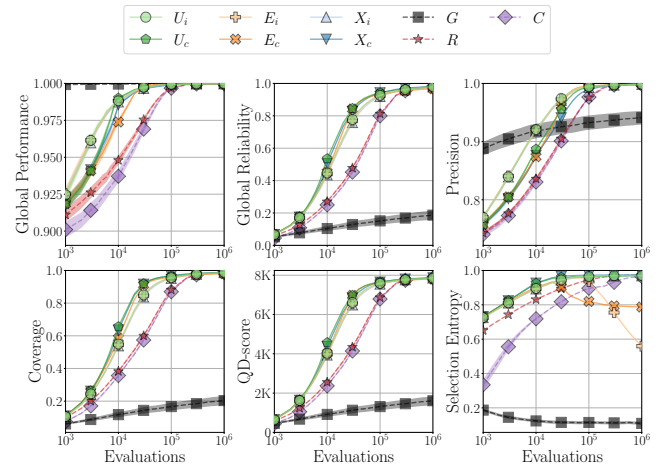 U_i E_i X_i G C
U_c E_c X_c R
Global Performance
1.000
0.975
0.950
0.925
0.900
10^3 10^4 10^5 10^6
Global Reliability
1.0
0.8
0.6
0.4
0.2
0.0
10^3 10^4 10^5 10^6
Precision
1.0
0.9
0.8
10^3 10^4 10^5 10^6
Coverage
1.0
0.8
0.6
0.4
0.2
10^3 10^4 10^5 10^6
Evaluations
QD-score
8K
6K
4K
2K
0
10^3 10^4 10^5 10^6
Evaluations
Selection Entropy
1.0
0.8
0.6
0.4
0.2
10^3 10^4 10^5 10^6
Evaluations